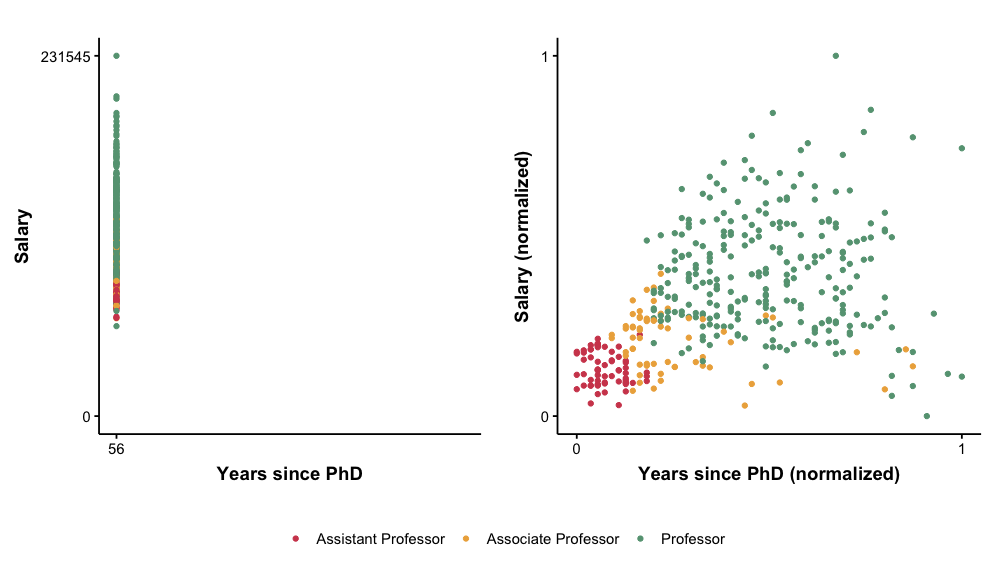 231545
0
Salary
56
Years since PhD
1
0
Salary (normalized)
0 1
Years since PhD (normalized)
Assistant Professor Associate Professor Professor